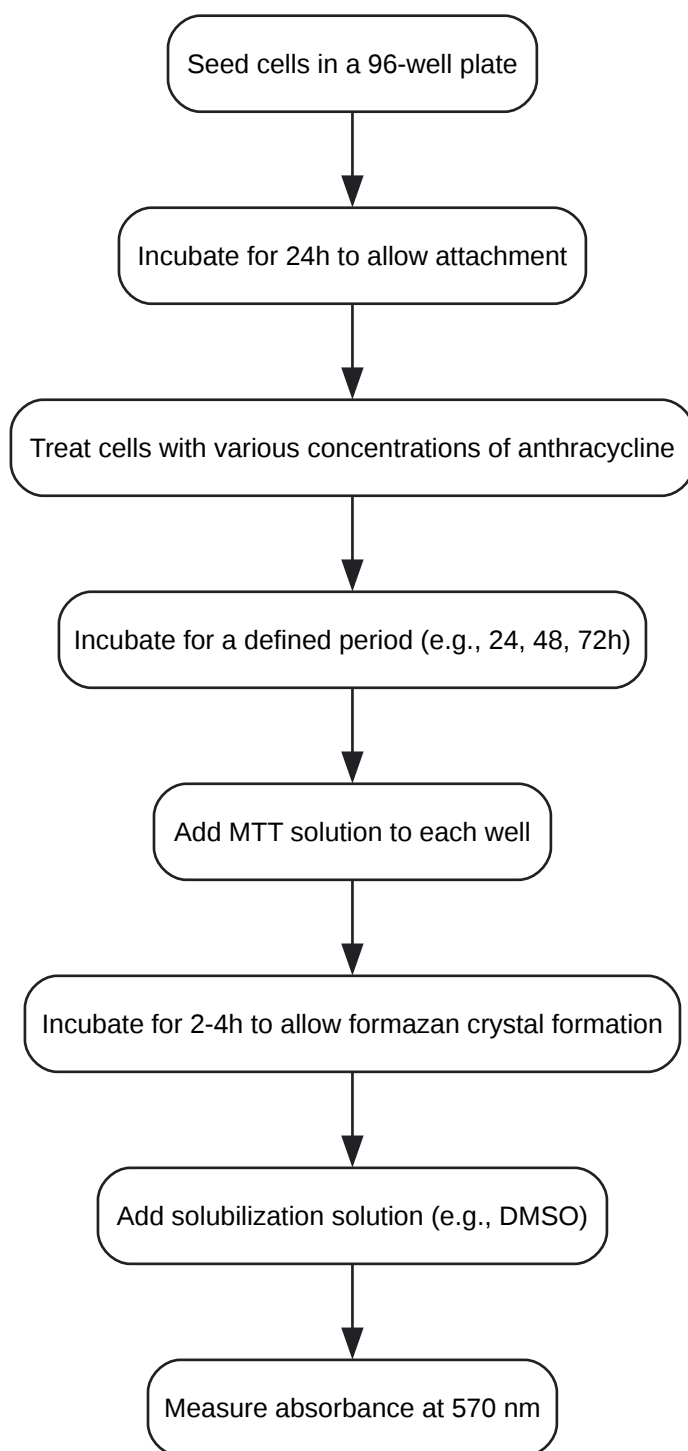 Seed cells in a 96-well plate
Incubate for 24h to allow attachment
Treat cells with various concentrations of anthracycline
Incubate for a defined period (e.g., 24, 48, 72h)
Add MTT solution to each well
Incubate for 2-4h to allow formazan crystal formation
Add solubilization solution (e.g., DMSO)
Measure absorbance at 570 nm